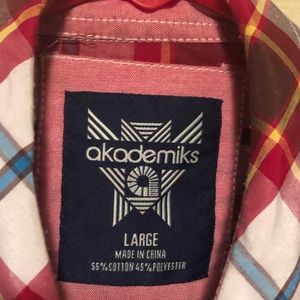 akademiks
a
LARGE
MADE IN CHINA
55%COTTON 45%POLYESTER